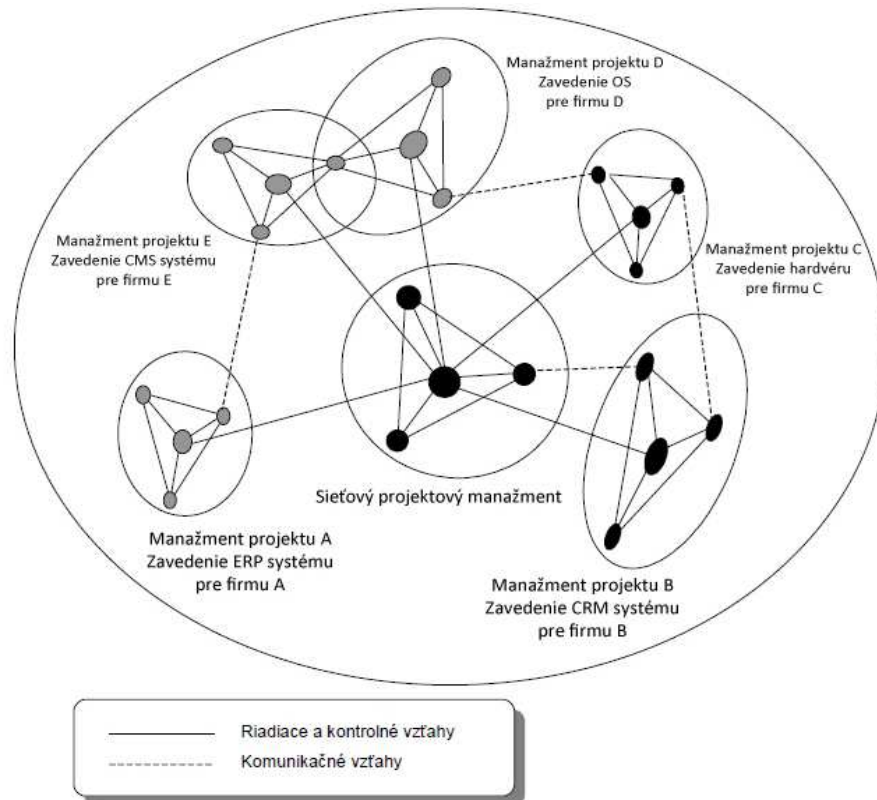 Manažment projektu D
Zavedenie OS
pre firmu D
Manažment projektu E
Zavedenie CMS systému
pre firmu E
Manažment projektu C
Zavedenie hardvéru
pre firmu C
Sieťový projektový manažment
Manažment projektu A
Zavedenie ERP systému
pre firmu A
Manažment projektu B
Zavedenie CRM systému
pre firmu B
Riadiace a kontrolné vzťahy
Komunikačné vzťahy